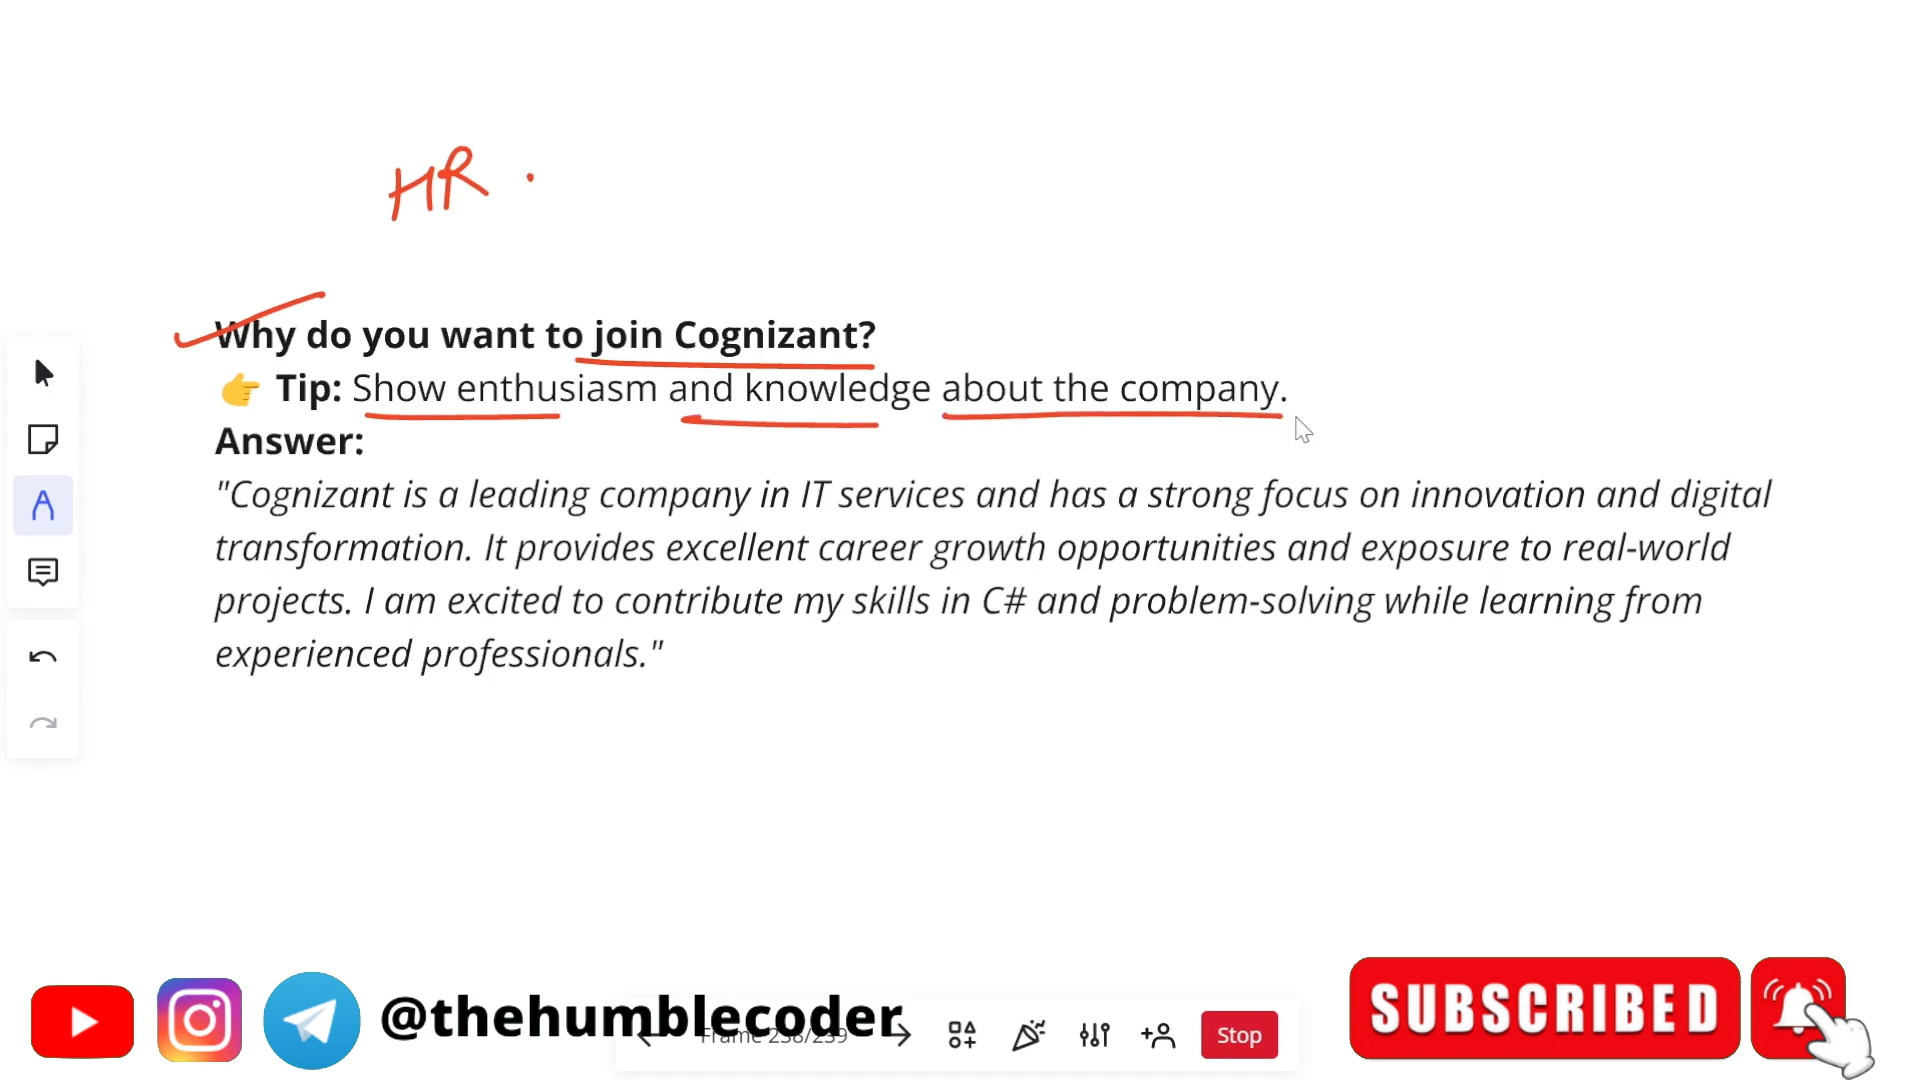 HR .
Why do you want to join Cognizant?
👉 Tip: Show enthusiasm and knowledge about the company.
Answer:
"Cognizant is a leading company in IT services and has a strong focus on innovation and digital
transformation. It provides excellent career growth opportunities and exposure to real-world
projects. I am excited to contribute my skills in C# and problem-solving while learning from
experienced professionals."
@thehumblecoder
Frame 238/239
Stop
SUBSCRIBED